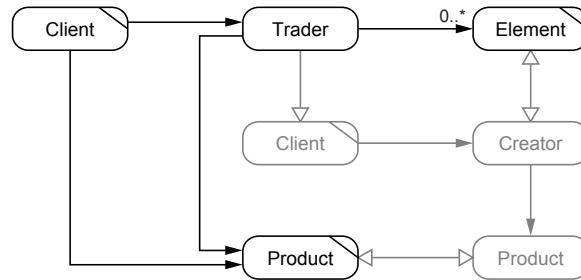 Client
Trader
0..*
Element
Client
Creator
Product
Product